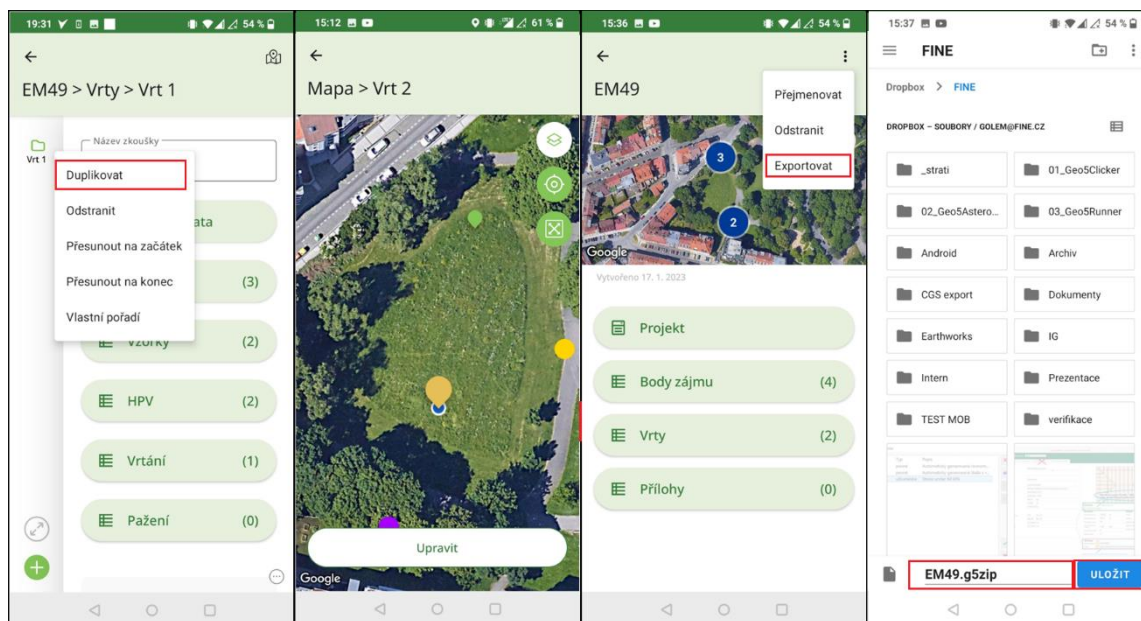 19:31
54 %
EM49 > Vrty > Vrt 1
Vrt 1
Název zkoušky
Duplikovat
Odstranit
Přesunout na začátek
Přesunout na konec
Vlastní pořadí
ata
(3)
Vzorky
(2)
HPV
(2)
Vrtání
(1)
Pažení
(0)
15:12
61 %
Mapa > Vrt 2
Upravit
Google
15:36
54 %
EM49
Přejmenovat
Odstranit
Exportovat
3
2
Google
Vytvořeno 17. 1. 2023
Projekt
Body zájmu
(4)
Vrty
(2)
Přílohy
(0)
15:37
54 %
FINE
Dropbox > FINE
DROPBOX – SOUBORY / GOLEM@FINE.CZ
_strati
01_Geo5Clicker
02_Geo5Astero...
03_Geo5Runner
Android
Archiv
CGS export
Dokumenty
Earthworks
IG
Intern
Prezentace
TEST MOB
verifikace
EM49.g5zip
ULOŽIT